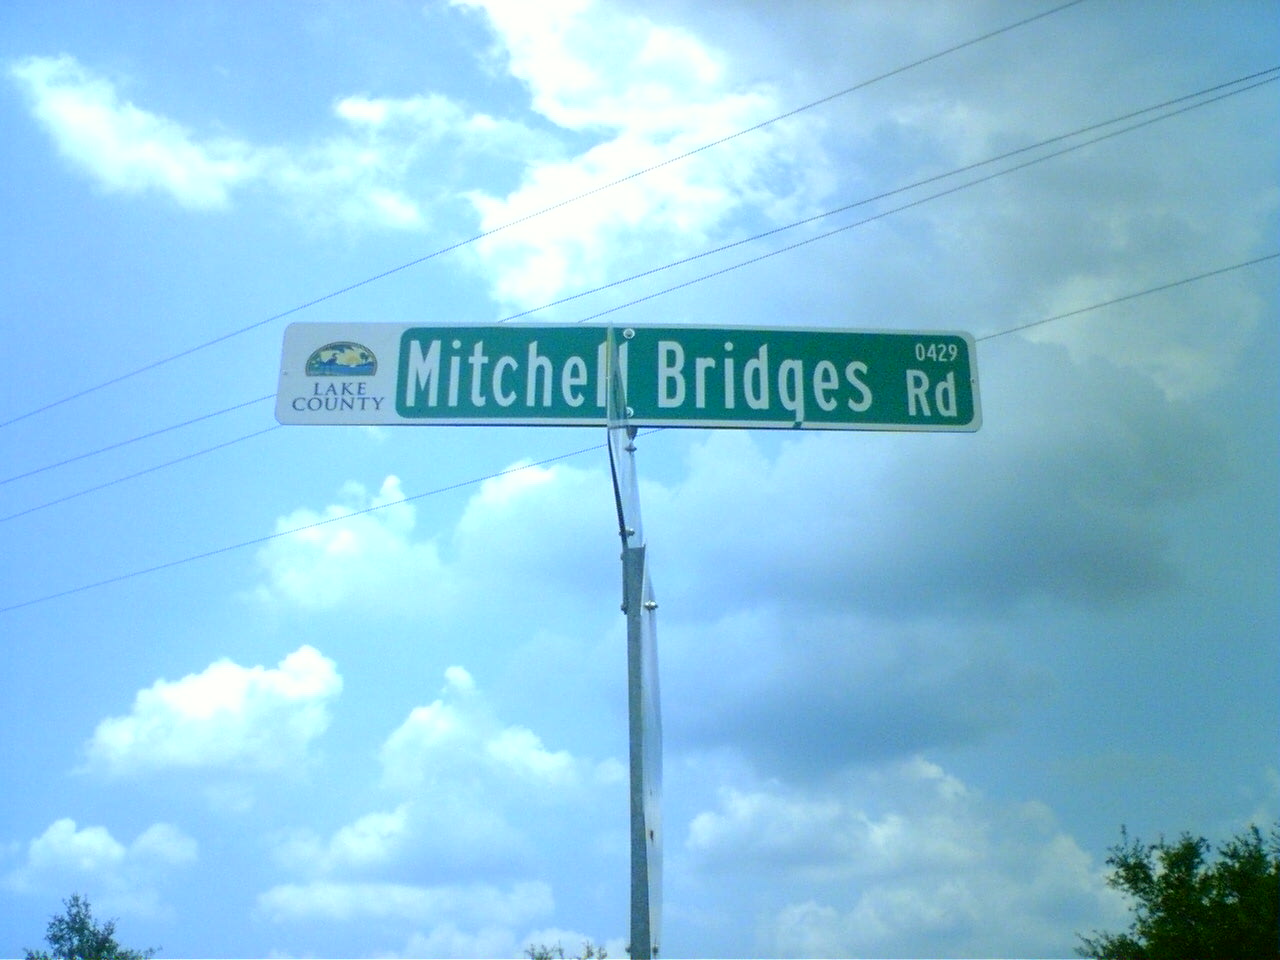 LAKE
COUNTY
Mitchell Bridges Rd
0429